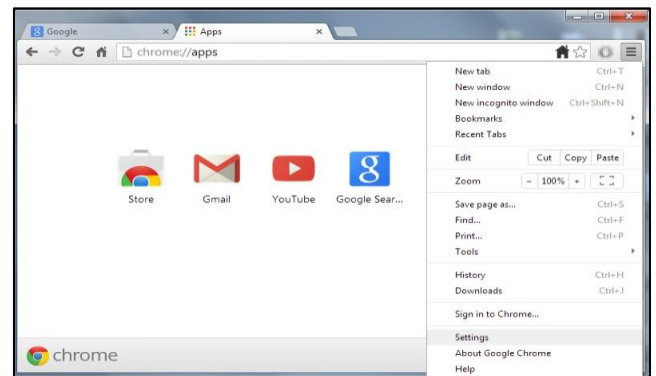 Google
Apps
chrome://apps
New tab Ctrl+T
New window Ctrl+N
New incognito window Ctrl+Shift+N
Bookmarks
Recent Tabs
Edit Cut Copy Paste
Zoom - 100% +
Save page as... Ctrl+S
Find... Ctrl+F
Print... Ctrl+P
Tools
History Ctrl+H
Downloads Ctrl+J
Sign in to Chrome...
Settings
About Google Chrome
Help
Store
Gmail
YouTube
Google Sear...
chrome